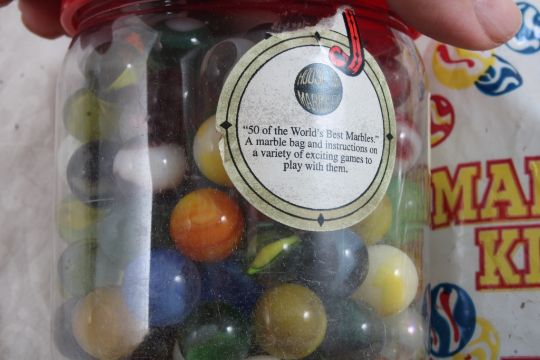 HOUSE
MARBLES
"50 of the World's Best Marbles."
A marble bag and instructions on
a variety of exciting games to
play with them.
MAR
KI